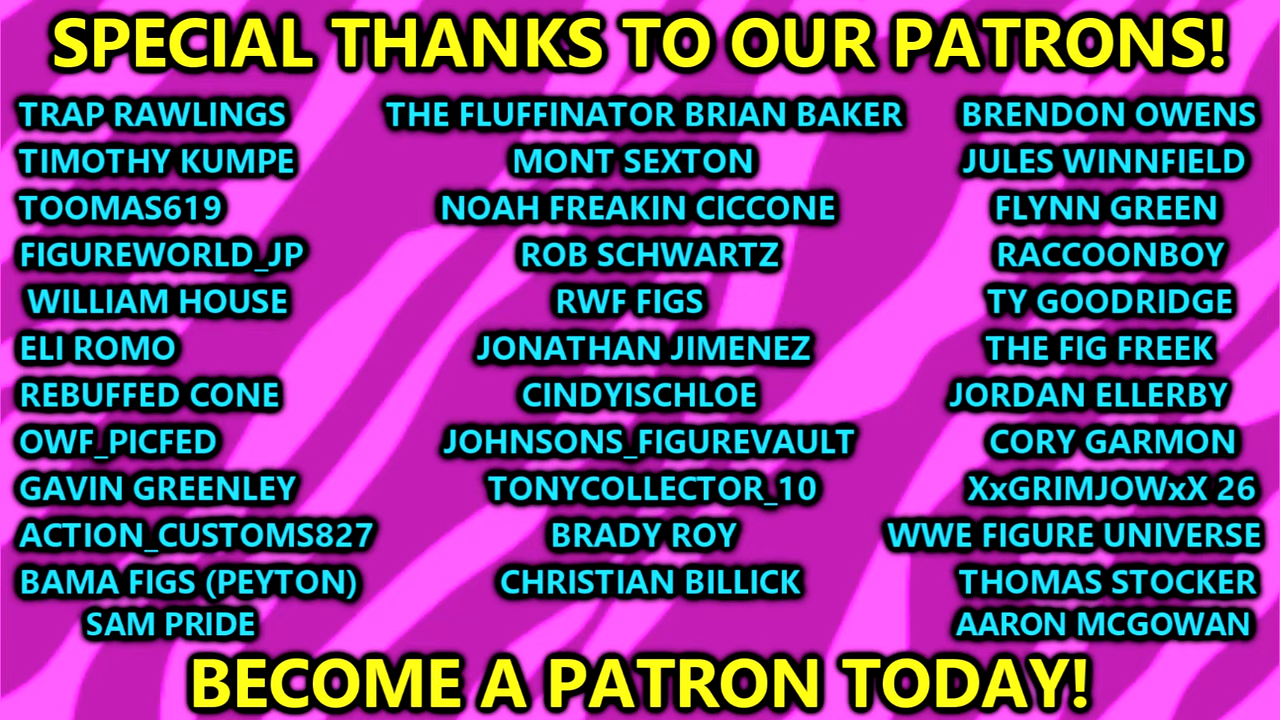 SPECIAL THANKS TO OUR PATRONS!
TRAP RAWLINGS
TIMOTHY KUMPE
TOOMAS619
FIGUREWORLD_JP
WILLIAM HOUSE
ELI ROMO
REBUFFED CONE
OWF_PICFED
GAVIN GREENLEY
ACTION_CUSTOMS827
BAMA FIGS (PEYTON)
SAM PRIDE
THE FLUFFINATOR BRIAN BAKER
MONT SEXTON
NOAH FREAKIN CICCONE
ROB SCHWARTZ
RWF FIGS
JONATHAN JIMENEZ
CINDYISCHLOE
JOHNSONS_FIGUREVAULT
TONYCOLLECTOR_10
BRADY ROY
CHRISTIAN BILLICK
BRENDON OWENS
JULES WINNFIELD
FLYNN GREEN
RACCOONBOY
TY GOODRIDGE
THE FIG FREEK
JORDAN ELLERBY
CORY GARMON
XxGRIMJOWxX 26
WWE FIGURE UNIVERSE
THOMAS STOCKER
AARON MCGOWAN
BECOME A PATRON TODAY!